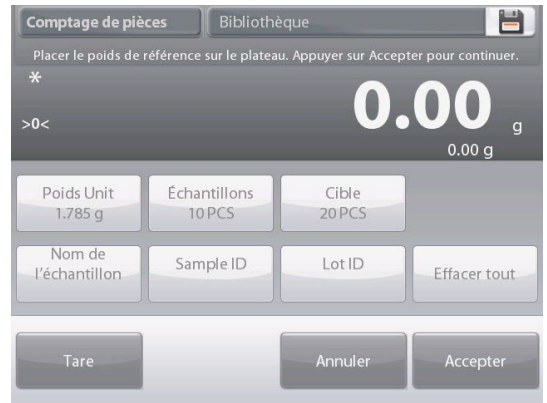 Comptage de pièces
Bibliothèque
Placer le poids de référence sur le plateau. Appuyer sur Accepter pour continuer.
*
>0<
0.00 g
0.00 g
Poids Unit
1.785 g
Échantillons
10 PCS
Cible
20 PCS
Nom de
l'échantillon
Sample ID
Lot ID
Effacer tout
Tare
Annuler
Accepter